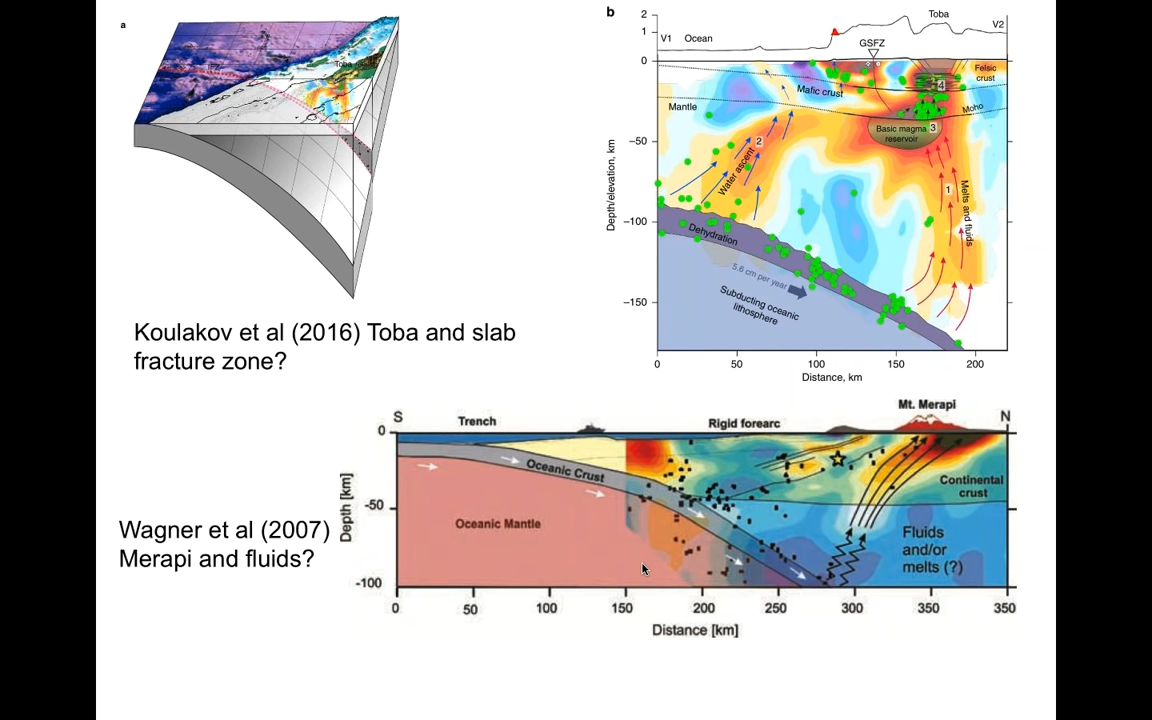 a
IFZ
Toba
b
Toba
V1 Ocean
V2
GSFZ
2
1
0
−50
−100
−150
Depth/elevation, km
Felsic
crust
4
Mafic crust
Mantle
Moho
Basic magma
reservoir
3
2
Water ascent
1
Melts and fluids
Dehydration
5.6 cm per year
Subducting oceanic
lithosphere
0 50 100 150 200
Distance, km
Koulakov et al (2016) Toba and slab
fracture zone?
Wagner et al (2007)
Merapi and fluids?
S
Trench
Rigid forearc
Mt. Merapi
N
0
-50
-100
Depth [km]
Oceanic Crust
Oceanic Mantle
Continental
crust
Fluids
and/or
melts (?)
0 50 100 150 200 250 300 350 350
Distance [km]